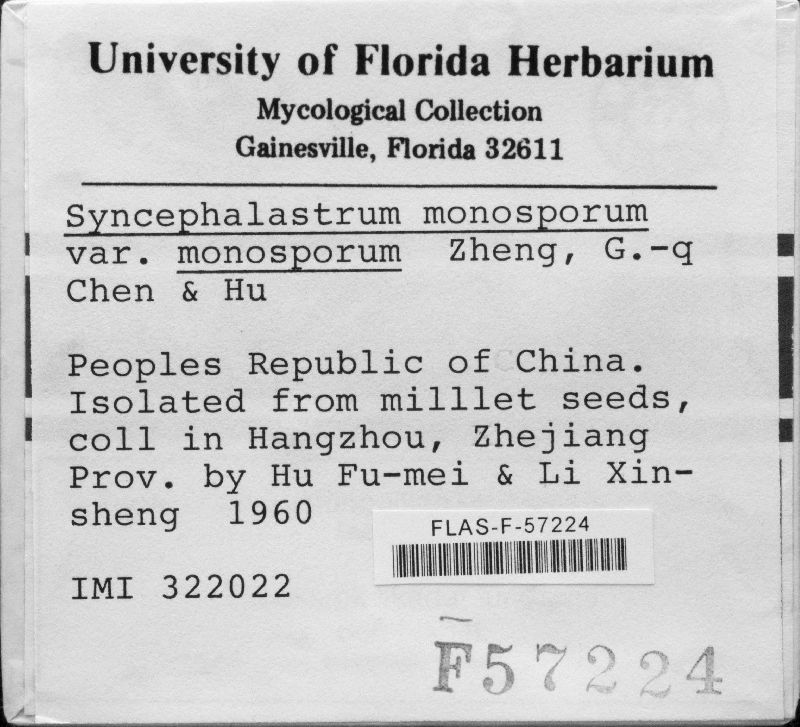 University of Florida Herbarium
Mycological Collection
Gainesville, Florida 32611
Syncephalastrum monosporum
var. monosporum Zheng, G.-q
Chen & Hu
Peoples Republic of China.
Isolated from milllet seeds,
coll in Hangzhou, Zhejiang
Prov. by Hu Fu-mei & Li Xin-
sheng 1960
FLAS-F-57224
IMI 322022
F57224